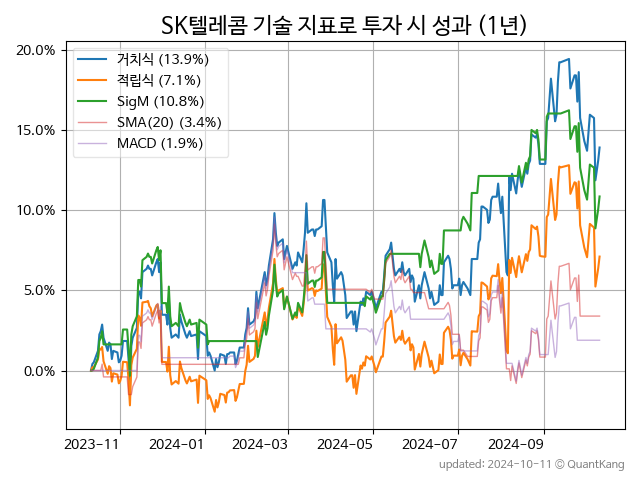 SK텔레콤 기술 지표로 투자 시 성과 (1년)
20.0%
15.0%
10.0%
5.0%
0.0%
거치식 (13.9%)
적립식 (7.1%)
SigM (10.8%)
SMA(20) (3.4%)
MACD (1.9%)
2023-11 2024-01 2024-03 2024-05 2024-07 2024-09
updated: 2024-10-11 © QuantKang